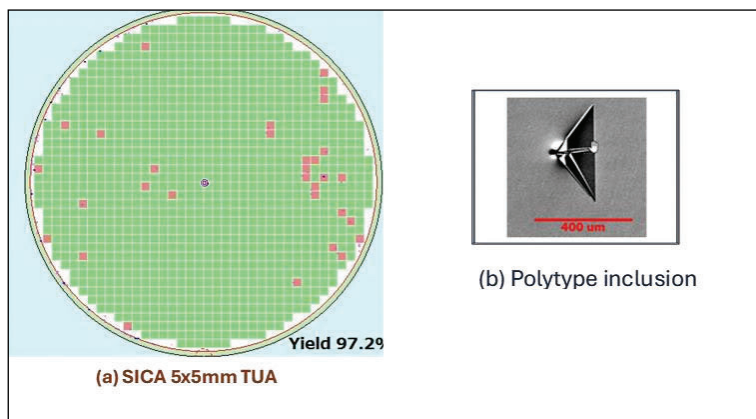 Yield 97.2%
(a) SICA 5x5mm TUA
400 um
(b) Polytype inclusion